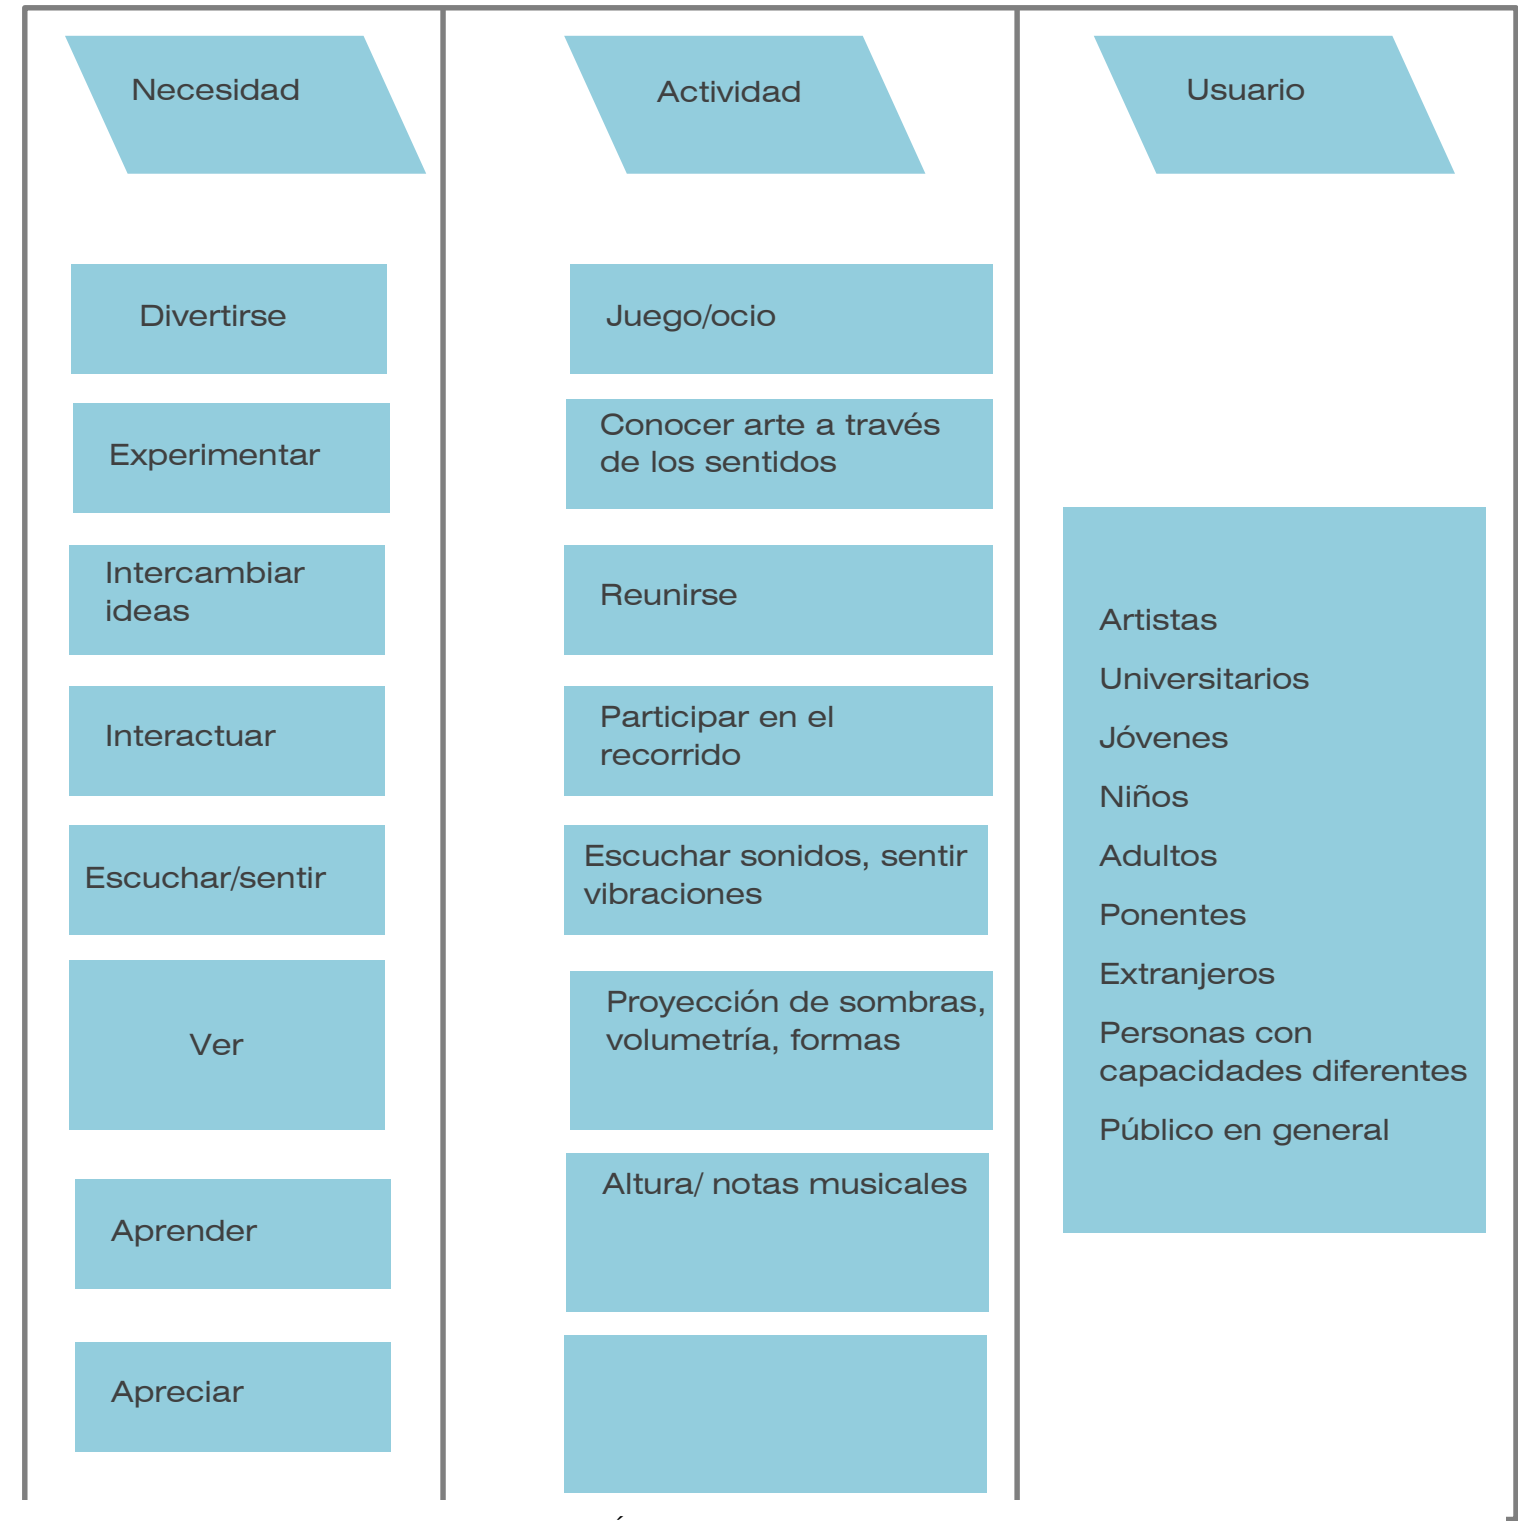 Necesidad
Actividad
Usuario
Divertirse
Juego/ocio
Experimentar
Conocer arte a través
de los sentidos
Intercambiar
ideas
Reunirse
Interactuar
Participar en el
recorrido
Escuchar/sentir
Escuchar sonidos, sentir
vibraciones
Ver
Proyección de sombras,
volumetría, formas
Aprender
Altura/ notas musicales
Apreciar
Artistas
Universitarios
Jóvenes
Niños
Adultos
Ponentes
Extranjeros
Personas con
capacidades diferentes
Público en general